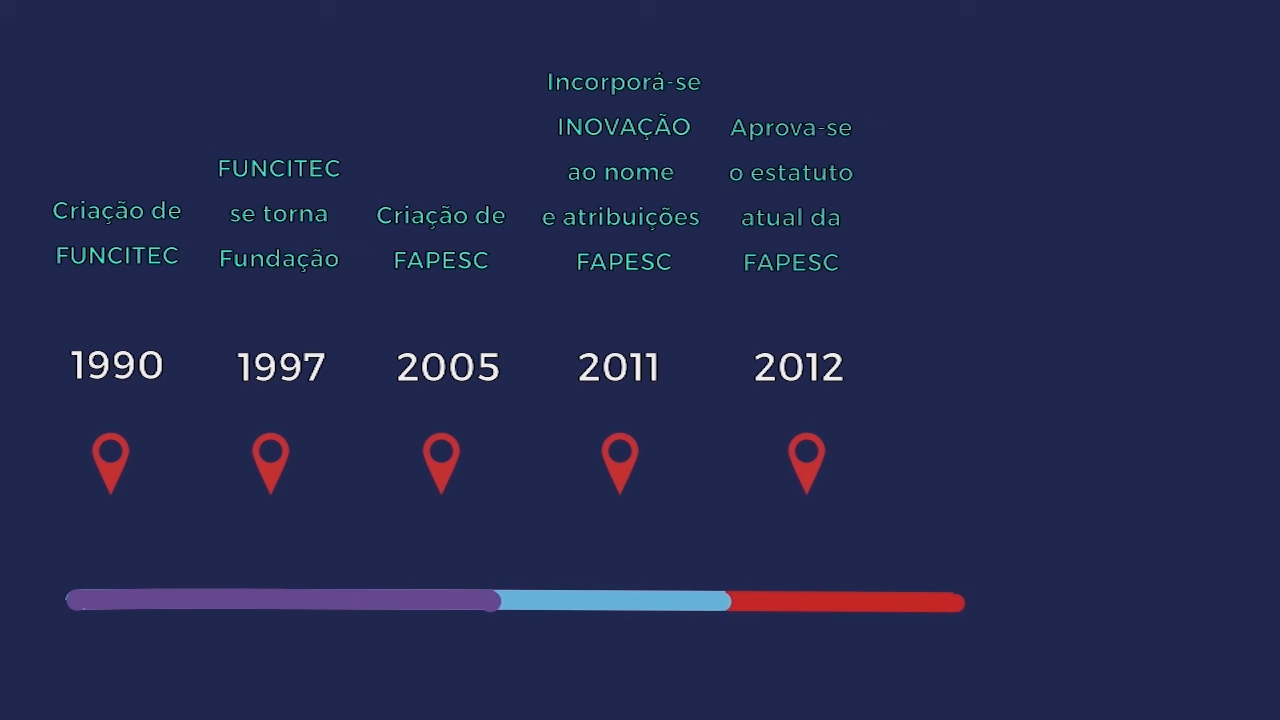 Criação de
FUNCITEC
1990
FUNCITEC
se torna
Fundação
1997
Criação de
FAPESC
2005
Incorporá-se
INOVAÇÃO
ao nome
e atribuições
FAPESC
2011
Aprova-se
o estatuto
atual da
FAPESC
2012